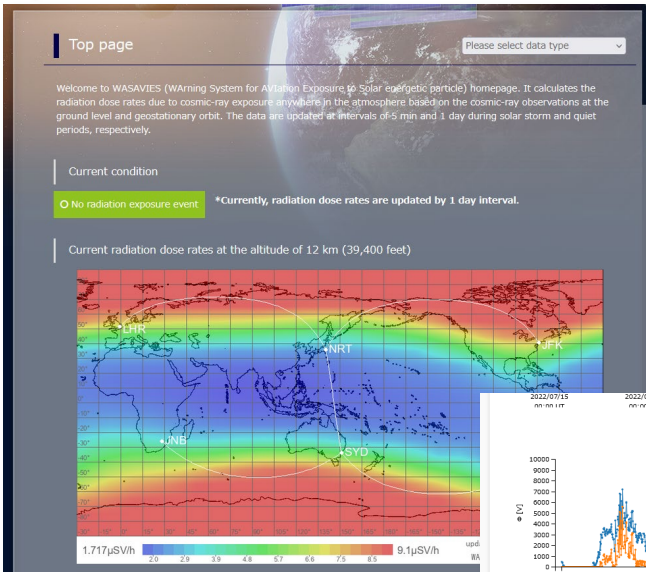 Top page
Please select data type
Welcome to WASAVIES (WArning System for AVIation Exposure to Solar energetic particle) homepage. It calculates the
radiation dose rates due to cosmic-ray exposure anywhere in the atmosphere based on the cosmic-ray observations at the
ground level and geostationary orbit. The data are updated at intervals of 5 min and 1 day during solar storm and quiet
periods, respectively.
Current condition
No radiation exposure event
*Currently, radiation dose rates are updated by 1 day interval.
Current radiation dose rates at the altitude of 12 km (39,400 feet)
LHR
NRT
JFK
JNB
SYD
1.717μSV/h
2.0 2.9 3.9 4.8 5.7 6.6 7.5 8.5
9.1μSV/h
2022/07/15
00:00 UT
Φ [V]
10000
9000
8000
7000
6000
5000
4000
3000
2000
1000
0